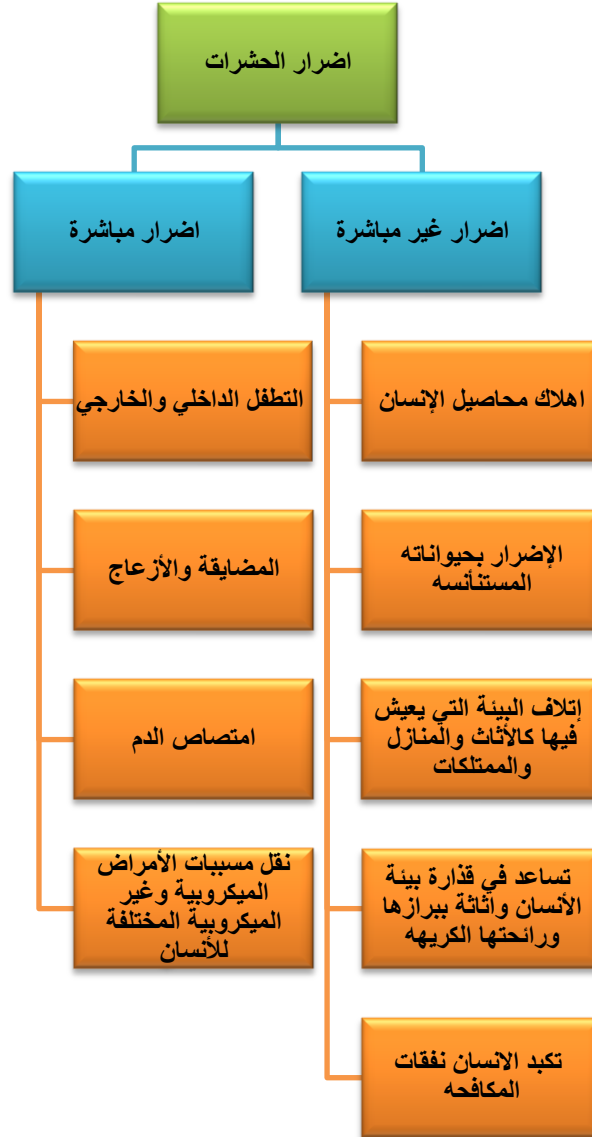 اضرار الحشرات
اضرار غير مباشرة
اهلاك محاصيل الإنسان
الإضرار بحيواناته
المستنأنسه
إتلاف البيئة التي يعيش
فيها كالأثاث والمنازل
والممتلكات
تساعد في قذارة بيئة
الأنسان واثاثة ببرازها
ورائحتها الكريهه
تكبد الانسان نفقات
المكافحه
اضرار مباشرة
التطفل الداخلي والخارجي
المضايقة والأزعاج
امتصاص الدم
نقل مسببات الأمراض
الميكروبية وغير
الميكروبية المختلفة
للأنسان